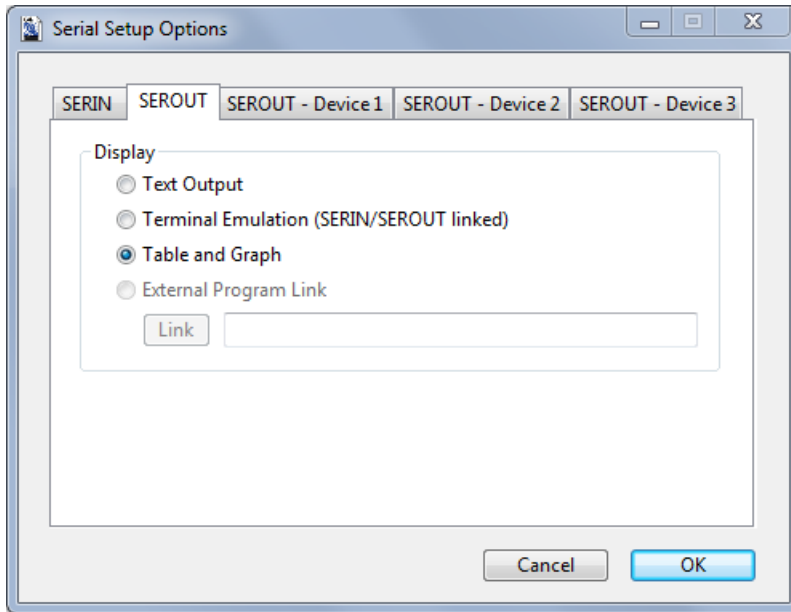 Serial Setup Options
SERIN SEROUT SEROUT - Device 1 SEROUT - Device 2 SEROUT - Device 3
Display
Text Output
Terminal Emulation (SERIN/SEROUT linked)
Table and Graph
External Program Link
Link
Cancel OK